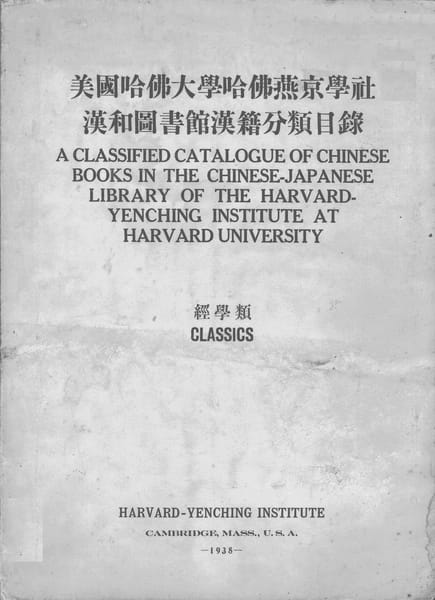 美國哈佛大學哈佛燕京學社
漢和圖書館漢籍分類目錄
A CLASSIFIED CATALOGUE OF CHINESE
BOOKS IN THE CHINESE-JAPANESE
LIBRARY OF THE HARVARD-
YENCHING INSTITUTE AT
HARVARD UNIVERSITY
經學類
CLASSICS
HARVARD-YENCHING INSTITUTE
CAMBRIDGE, MASS., U. S. A.
—1938—